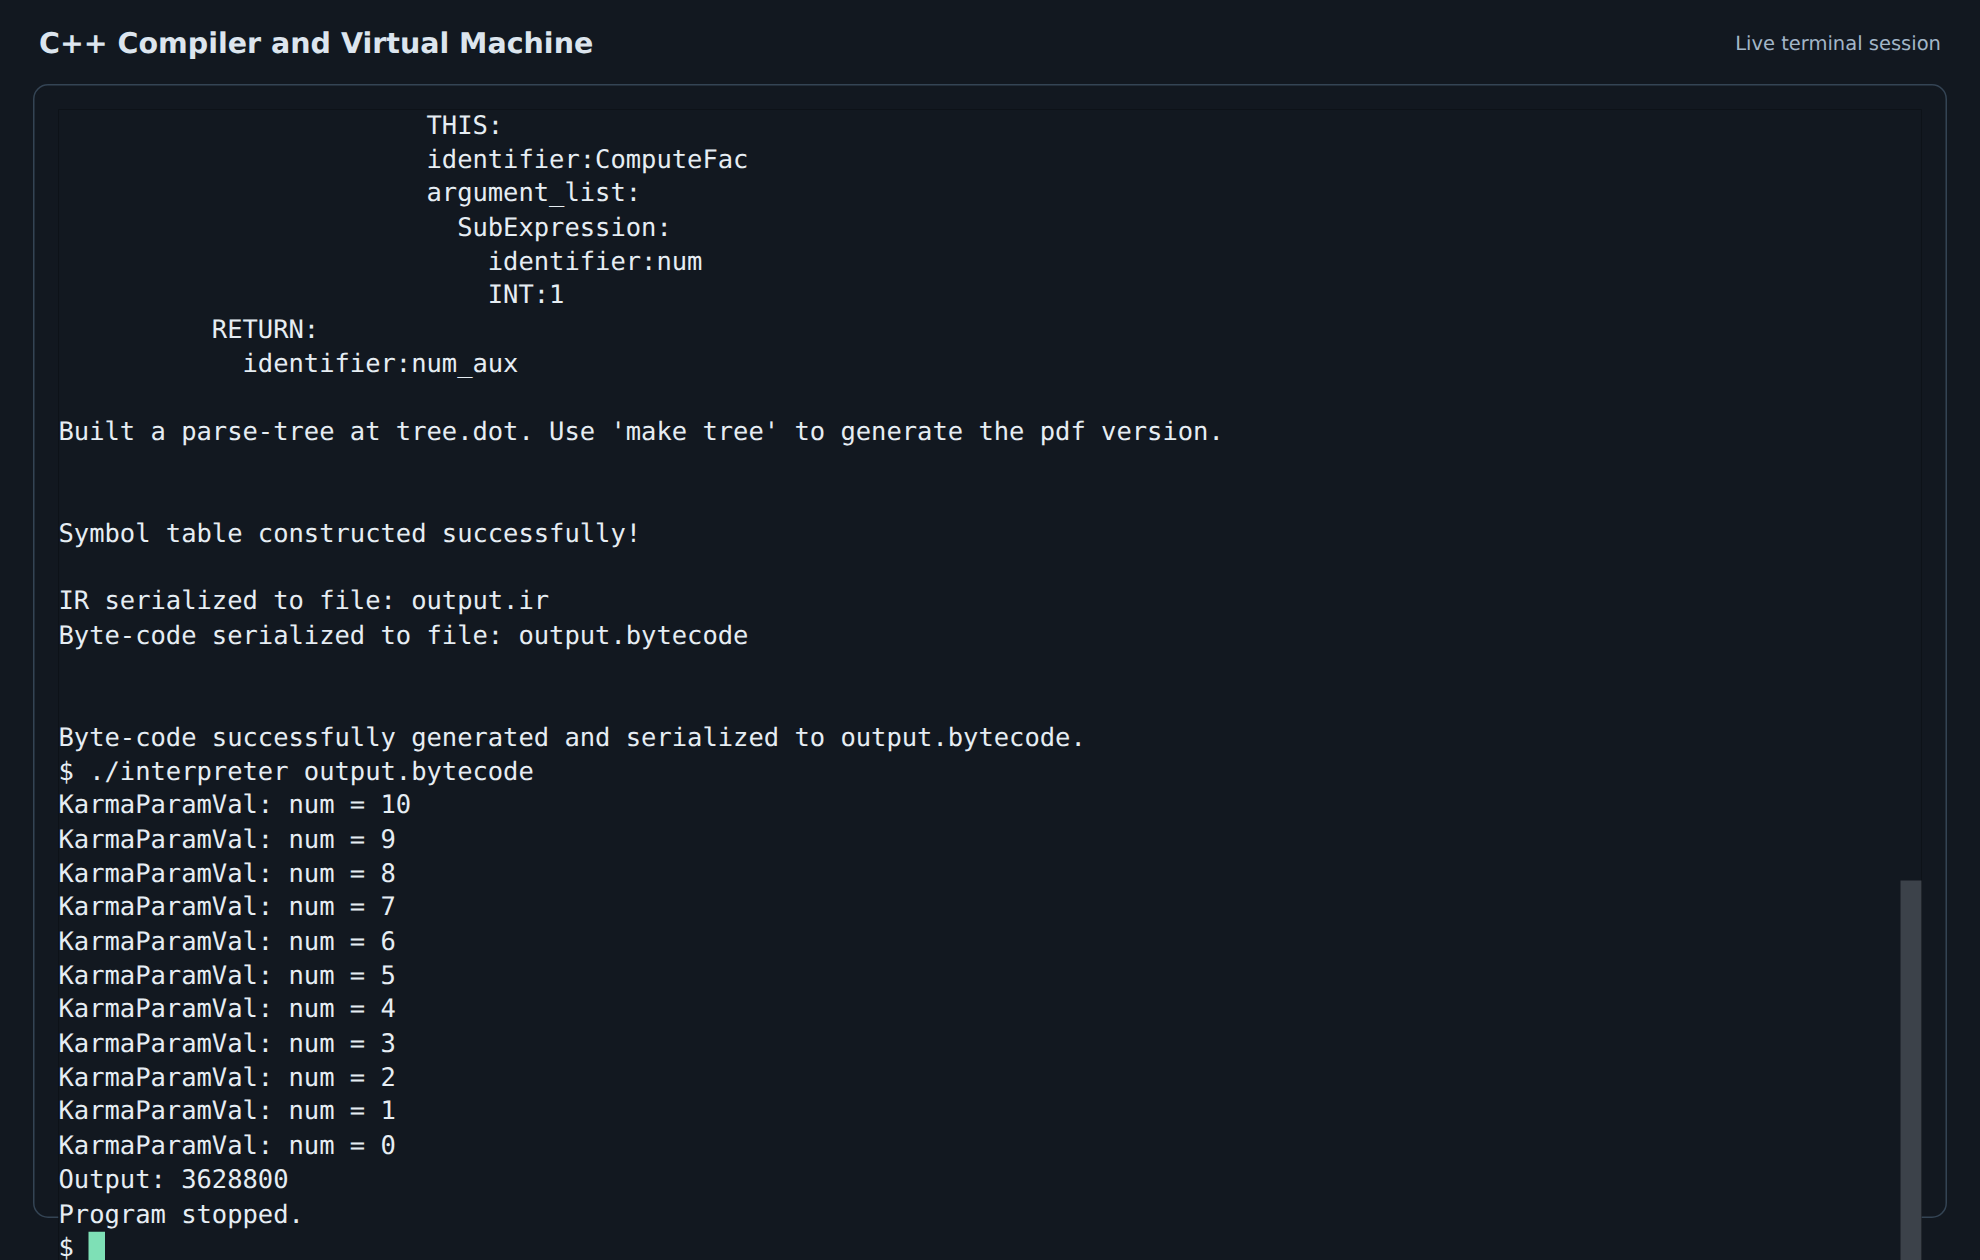 C++ Compiler and Virtual Machine
Live terminal session
THIS:
identifier:ComputeFac
argument_list:
SubExpression:
identifier:num
INT:1
RETURN:
identifier:num_aux
Built a parse-tree at tree.dot. Use 'make tree' to generate the pdf version.
Symbol table constructed successfully!
IR serialized to file: output.ir
Byte-code serialized to file: output.bytecode
Byte-code successfully generated and serialized to output.bytecode.
$ ./interpreter output.bytecode
KarmaParamVal: num = 10
KarmaParamVal: num = 9
KarmaParamVal: num = 8
KarmaParamVal: num = 7
KarmaParamVal: num = 6
KarmaParamVal: num = 5
KarmaParamVal: num = 4
KarmaParamVal: num = 3
KarmaParamVal: num = 2
KarmaParamVal: num = 1
KarmaParamVal: num = 0
Output: 3628800
Program stopped.
$